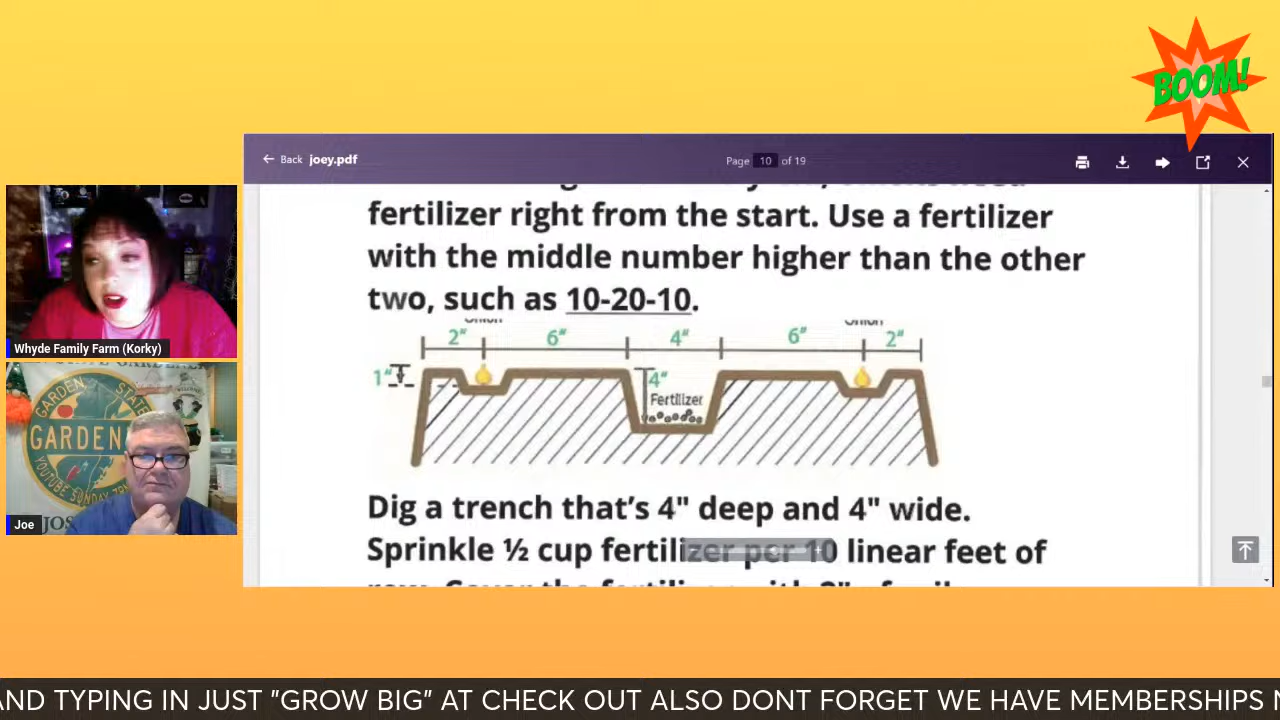 BOOM!
← Back joey.pdf
Page 10 of 19
fertilizer right from the start. Use a fertilizer
with the middle number higher than the other
two, such as 10-20-10.
2" 6" 4" 6" 2"
1" 4"
Fertilizer
Dig a trench that's 4" deep and 4" wide.
Sprinkle ½ cup fertilizer per 10 linear feet of
Whyde Family Farm (Korky)
GARDEN STATE
GARDEN
YOUTUBE SUNDAY
Joe
AND TYPING IN JUST "GROW BIG" AT CHECK OUT ALSO DONT FORGET WE HAVE MEMBERSHIPS